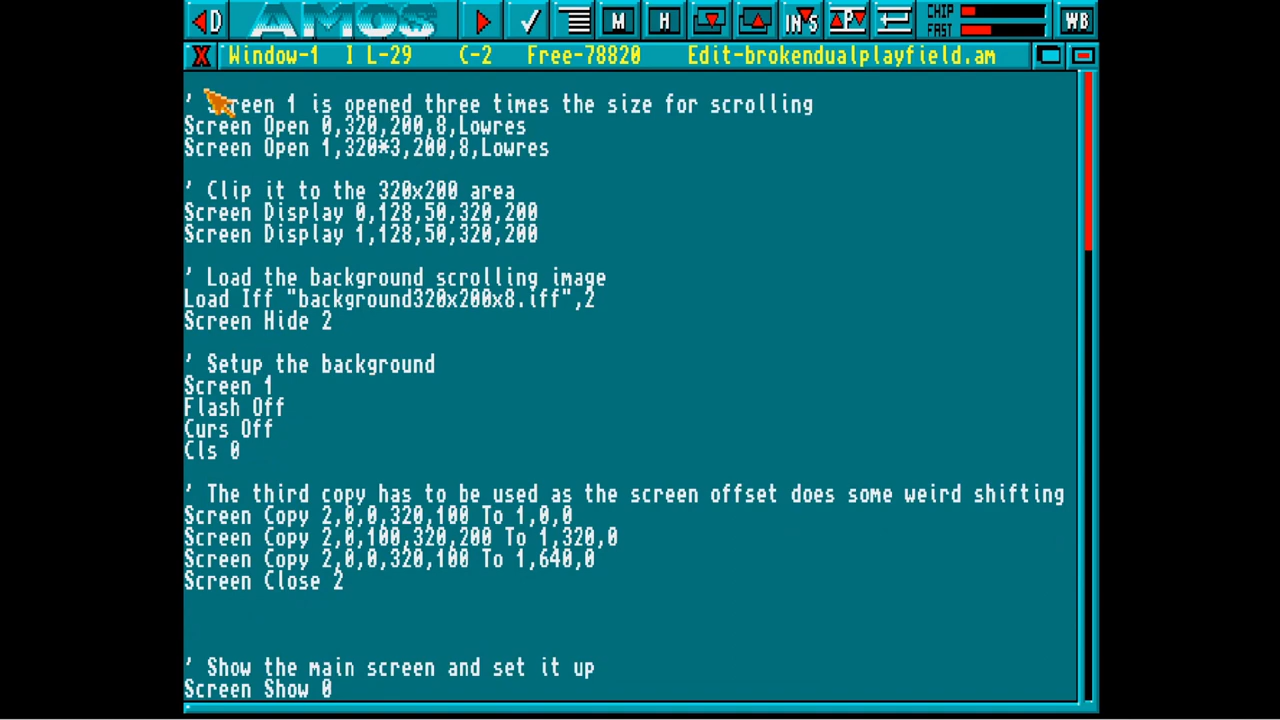 D AMOS M H IN'S P CHIP FAST WB
X Window-1 I L-29 C-2 Free-78820 Edit-brokendualplayfield.am
' Screen 1 is opened three times the size for scrolling
Screen Open 0,320,200,8,Lowres
Screen Open 1,320*3,200,8,Lowres
' Clip it to the 320x200 area
Screen Display 0,128,50,320,200
Screen Display 1,128,50,320,200
' Load the background scrolling image
Load Iff "background320x200x8.iff",2
Screen Hide 2
' Setup the background
Screen 1
Flash Off
Curs Off
Cls 0
' The third copy has to be used as the screen offset does some weird shifting
Screen Copy 2,0,0,320,100 To 1,0,0
Screen Copy 2,0,100,320,200 To 1,320,0
Screen Copy 2,0,0,320,100 To 1,640,0
Screen Close 2
' Show the main screen and set it up
Screen Show 0